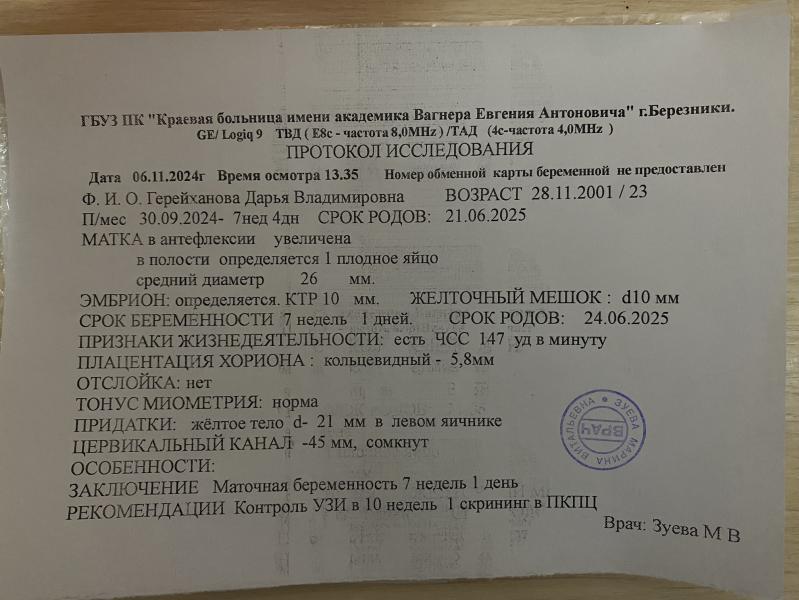 ГБУЗ ПК "Краевая больница имени академика Вагнера Евгения Антоновича" г.Березники.
GE/ Logiq 9 ТВД ( E8c - частота 8,0MHz ) /ТАД (4c-частота 4,0MHz )
ПРОТОКОЛ ИССЛЕДОВАНИЯ
Дата 06.11.2024г Время осмотра 13.35 Номер обменной карты беременной не предоставлен
Ф. И. О. Герейханова Дарья Владимировна ВОЗРАСТ 28.11.2001 / 23
П/мес 30.09.2024- 7нед 4дн СРОК РОДОВ: 21.06.2025
МАТКА в антефлексии увеличена
в полости определяется 1 плодное яйцо
средний диаметр 26 мм.
ЭМБРИОН: определяется. КТР 10 мм. ЖЕЛТОЧНЫЙ МЕШОК : d10 мм
СРОК БЕРЕМЕННОСТИ 7 недель 1 дней. СРОК РОДОВ: 24.06.2025
ПРИЗНАКИ ЖИЗНЕДЕЯТЕЛЬНОСТИ: есть ЧСС 147 уд в минуту
ПЛАЦЕНТАЦИЯ ХОРИОНА : кольцевидный - 5,8мм
ОТСЛОЙКА: нет
ТОНУС МИОМЕТРИЯ: норма
ПРИДАТКИ: жёлтое тело d- 21 мм в левом яичнике
ЦЕРВИКАЛЬНЫЙ КАНАЛ -45 мм, сомкнут
ОСОБЕННОСТИ:
ЗАКЛЮЧЕНИЕ Маточная беременность 7 недель 1 день
РЕКОМЕНДАЦИИ Контроль УЗИ в 10 недель 1 скрининг в ПКПЦ
Врач: Зуева М В
ЗУЕВА МАРИНА ВИТАЛЬЕВНА
ВРАЧ